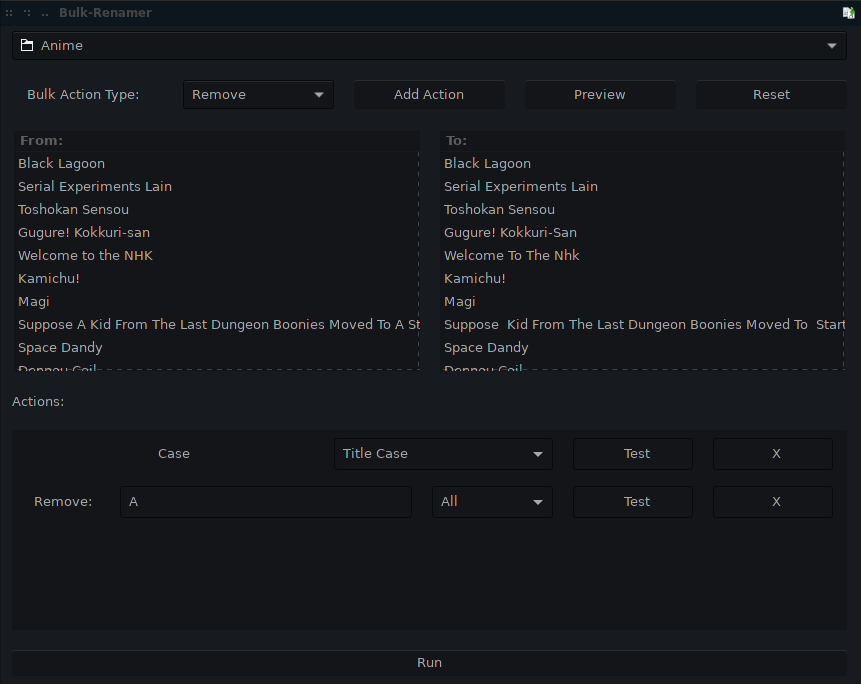 Bulk-Renamer
Anime
Bulk Action Type: Remove Add Action Preview Reset
From: To:
Black Lagoon Black Lagoon
Serial Experiments Lain Serial Experiments Lain
Toshokan Sensou Toshokan Sensou
Gugure! Kokkuri-san Gugure! Kokkuri-San
Welcome to the NHK Welcome To The Nhk
Kamichu! Kamichu!
Magi Magi
Suppose A Kid From The Last Dungeon Boonies Moved To A St Suppose  Kid From The Last Dungeon Boonies Moved To  Start
Space Dandy Space Dandy
Dennou Coil Dennou Coil
Actions:
Case Title Case Test X
Remove: A All Test X
Run